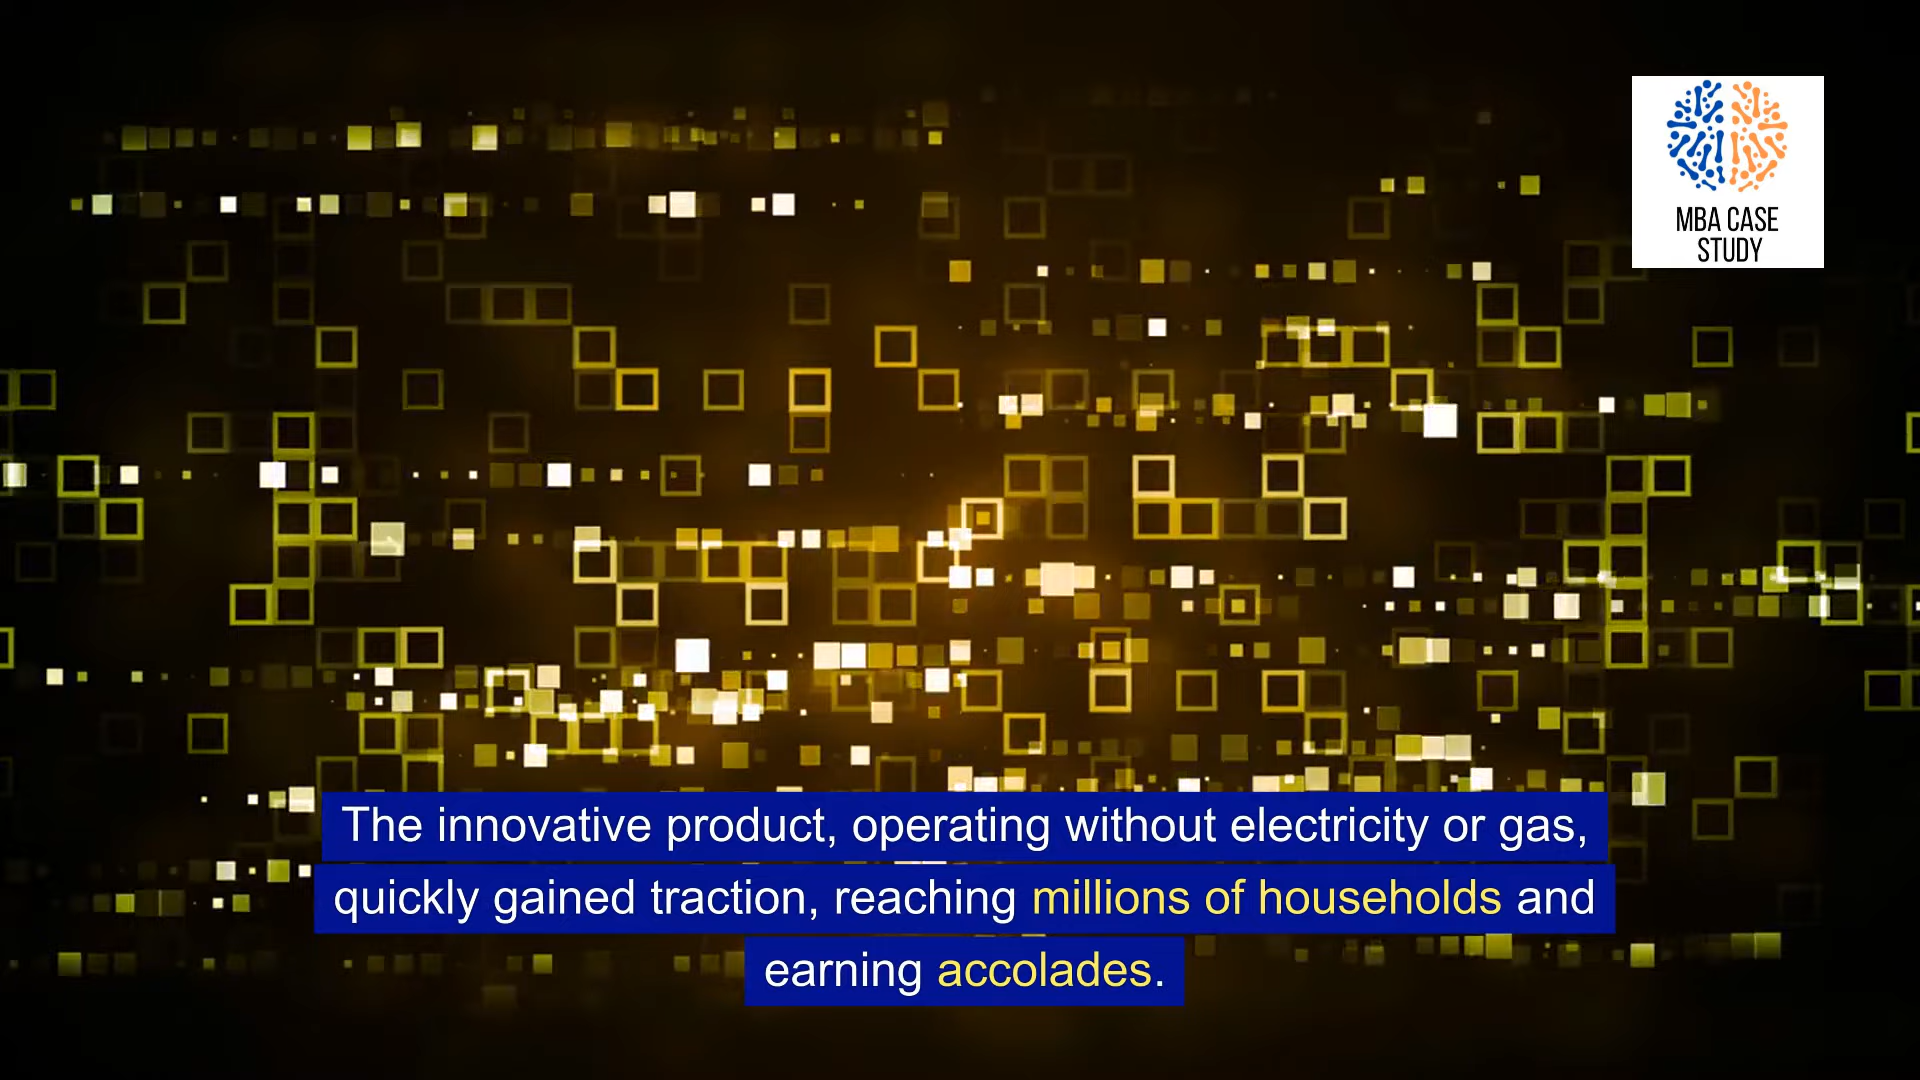 MBA CASE
STUDY
The innovative product, operating without electricity or gas,
quickly gained traction, reaching millions of households and
earning accolades.